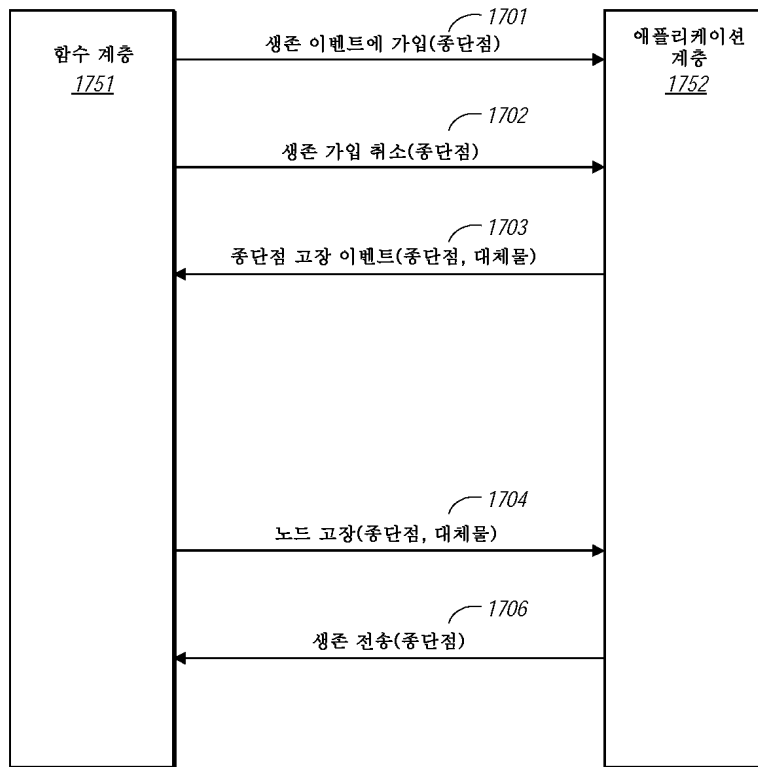 함수 계층
1751
애플리케이션
계층
1752
1701
생존 이벤트에 가입(종단점)
1702
생존 가입 취소(종단점)
1703
종단점 고장 이벤트(종단점, 대체물)
1704
노드 고장(종단점, 대체물)
1706
생존 전송(종단점)